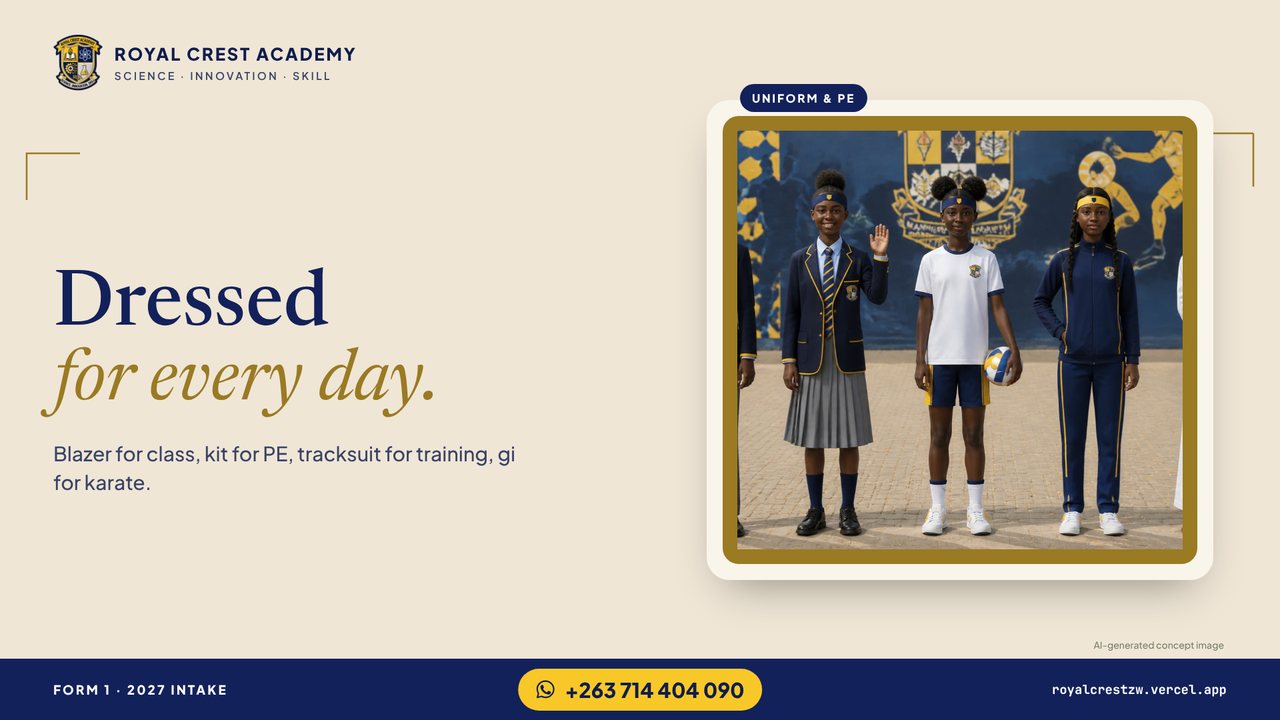 ROYAL CREST ACADEMY
SCIENCE · INNOVATION · SKILL
UNIFORM & PE
Dressed
for every day.
Blazer for class, kit for PE, tracksuit for training, gi
for karate.
AI-generated concept image
FORM 1 · 2027 INTAKE
+263 714 404 090
royalcrestzw.vercel.app